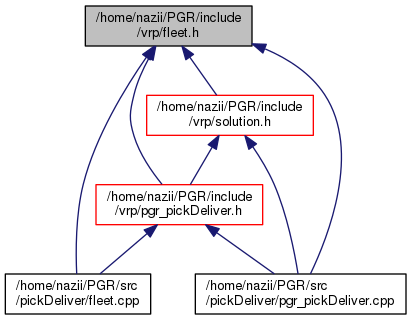 /home/nazii/PGR/include
/vrp/fleet.h
/home/nazii/PGR/include
/vrp/solution.h
/home/nazii/PGR/include
/vrp/pgr_pickDeliver.h
/home/nazii/PGR/src
/pickDeliver/fleet.cpp
/home/nazii/PGR/src
/pickDeliver/pgr_pickDeliver.cpp